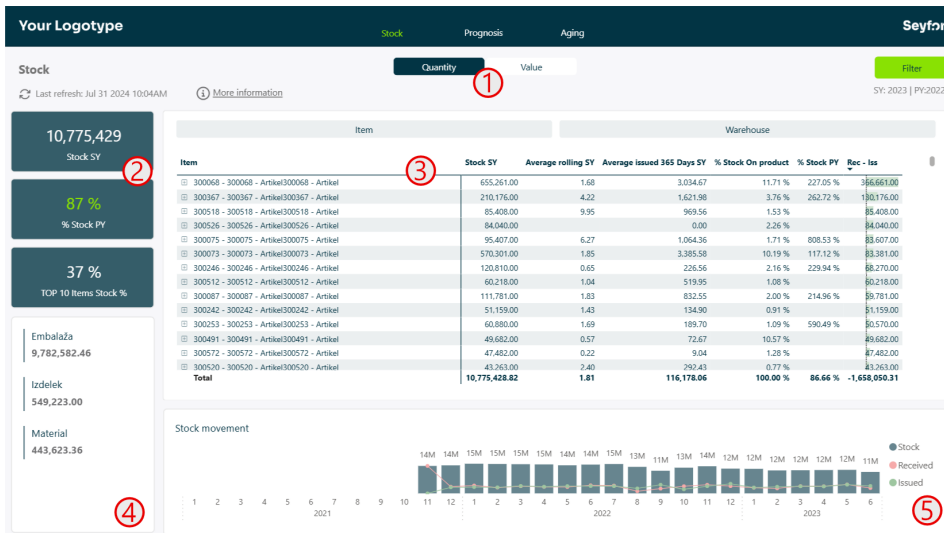 Your Logotype
Stock Prognosis Aging
Seyfor
Stock
Quantity Value
1
Filter
Last refresh: Jul 31 2024 10:04AM
More information
SY: 2023 | PY:2022
10,775,429
Stock SY
2
87 %
% Stock PY
37 %
TOP 10 Items Stock %
Embalaža
9,782,582.46
Izdelek
549,223.00
Material
443,623.36
4
Item Warehouse
3
Item Stock SY Average rolling SY Average issued 365 Days SY % Stock On product % Stock PY Rec - Iss
300068 - 300068 - Artikel300068 - Artikel 655,261.00 1.68 3,034.67 11.71 % 227.05 % 366,661.00
300367 - 300367 - Artikel300367 - Artikel 210,176.00 4.22 1,621.98 3.76 % 262.72 % 130,176.00
300518 - 300518 - Artikel300518 - Artikel 85,408.00 9.95 969.56 1.53 % 85,408.00
300526 - 300526 - Artikel300526 - Artikel 84,040.00 0.00 2.26 % 84,040.00
300075 - 300075 - Artikel300075 - Artikel 95,407.00 6.27 1,064.36 1.71 % 808.53 % 83,607.00
300073 - 300073 - Artikel300073 - Artikel 570,301.00 1.85 3,385.58 10.19 % 117.12 % 83,381.00
300246 - 300246 - Artikel300246 - Artikel 120,810.00 0.65 226.56 2.16 % 229.94 % 68,270.00
300512 - 300512 - Artikel300512 - Artikel 60,218.00 1.04 519.95 1.08 % 60,218.00
300087 - 300087 - Artikel300087 - Artikel 111,781.00 1.83 832.55 2.00 % 214.96 % 59,781.00
300242 - 300242 - Artikel300242 - Artikel 51,159.00 1.43 134.90 0.91 % 51,159.00
300253 - 300253 - Artikel300253 - Artikel 60,880.00 1.69 189.70 1.09 % 590.49 % 50,570.00
300491 - 300491 - Artikel300491 - Artikel 49,682.00 0.57 72.67 10.57 % 49,682.00
300572 - 300572 - Artikel300572 - Artikel 47,482.00 0.22 9.04 1.28 % 47,482.00
300520 - 300520 - Artikel300520 - Artikel 43,263.00 2.40 292.43 0.77 % 43,263.00
Total 10,775,428.82 1.81 116,178.06 100.00 % 86.66 % -1,658,050.31
Stock movement
14M 14M 15M 15M 15M 15M 14M 14M 15M 13M 11M 13M 14M 12M 12M 12M 12M 12M 11M
Stock
Received
Issued
1 2 3 4 5 6 7 8 9 10 11 12 1 2 3 4 5 6 7 8 9 10 11 12 1 2 3 4 5 6
2021 2022 2023
5